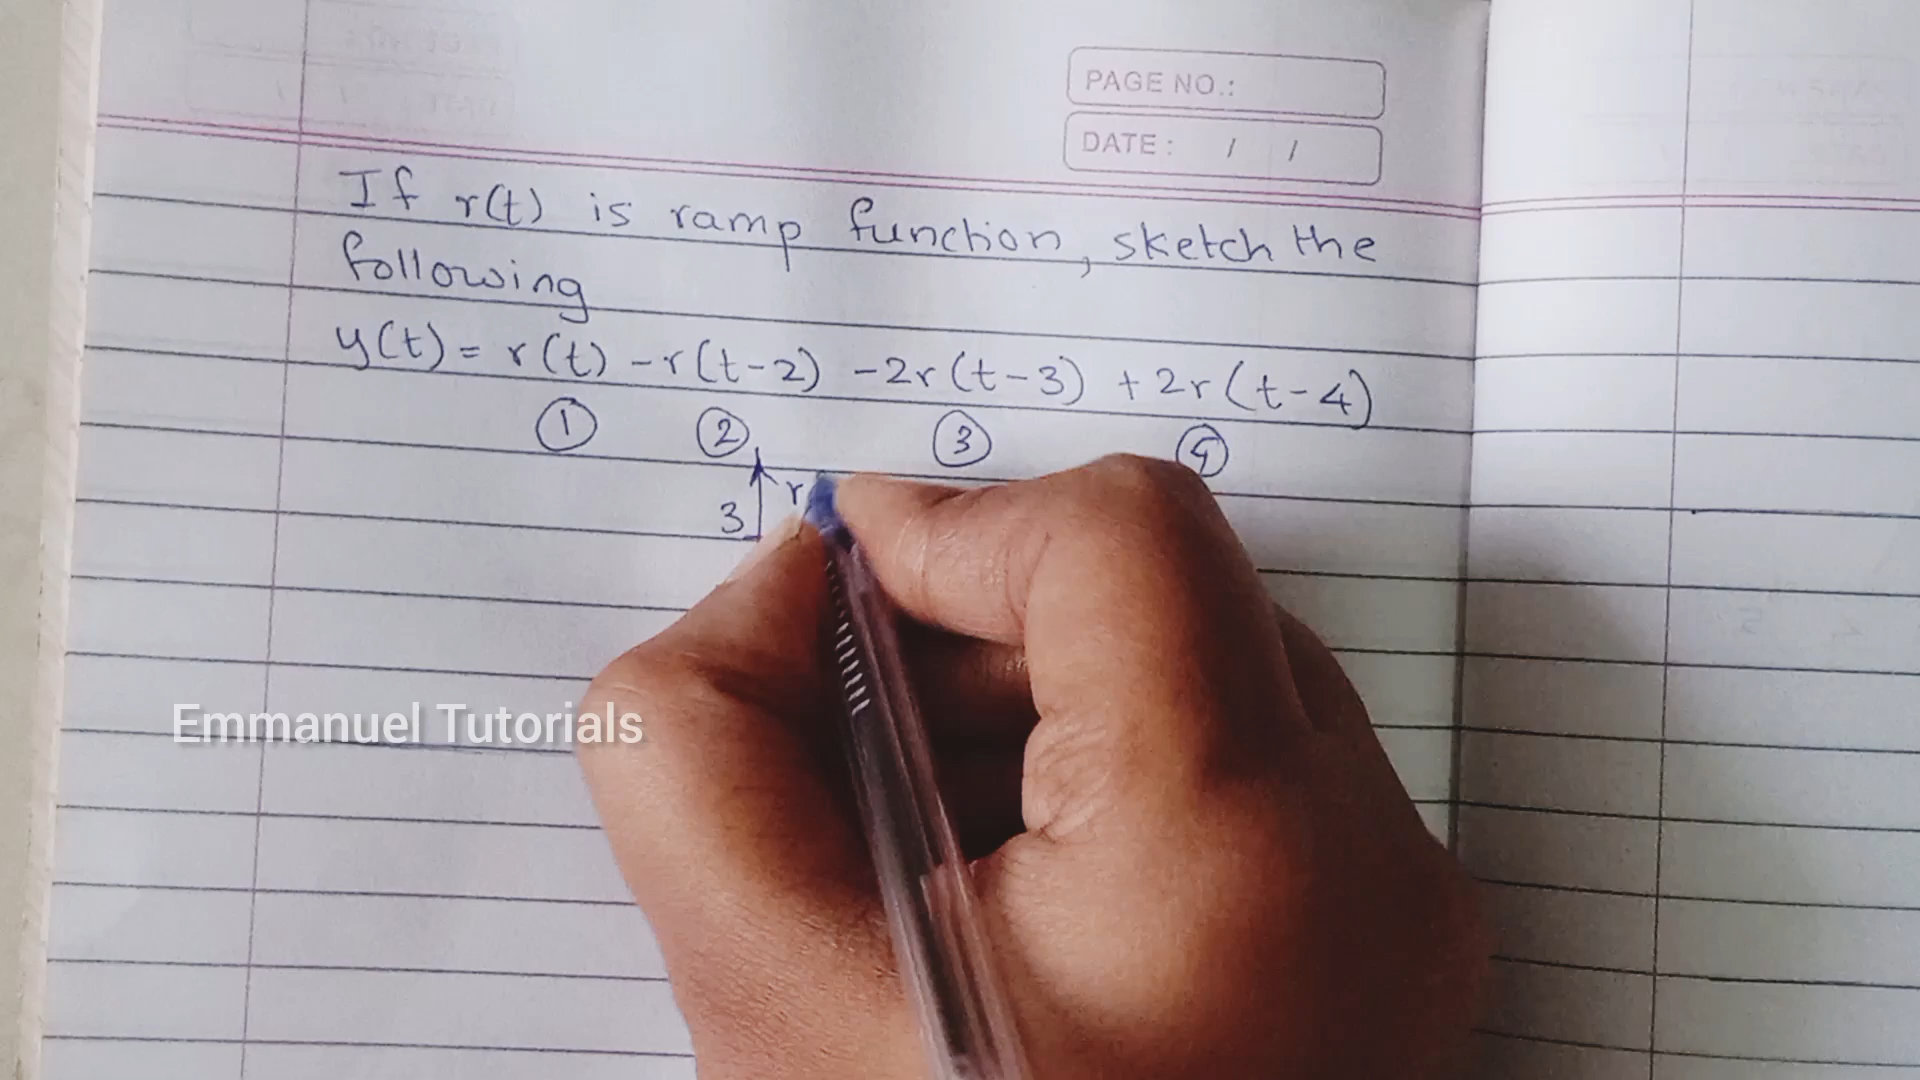 PAGE NO.:
DATE : / /
If r(t) is ramp function, sketch the
following
y(t) = r(t) -r(t-2) -2r(t-3) +2r(t-4)
① ② ③ ④
r
3
Emmanuel Tutorials